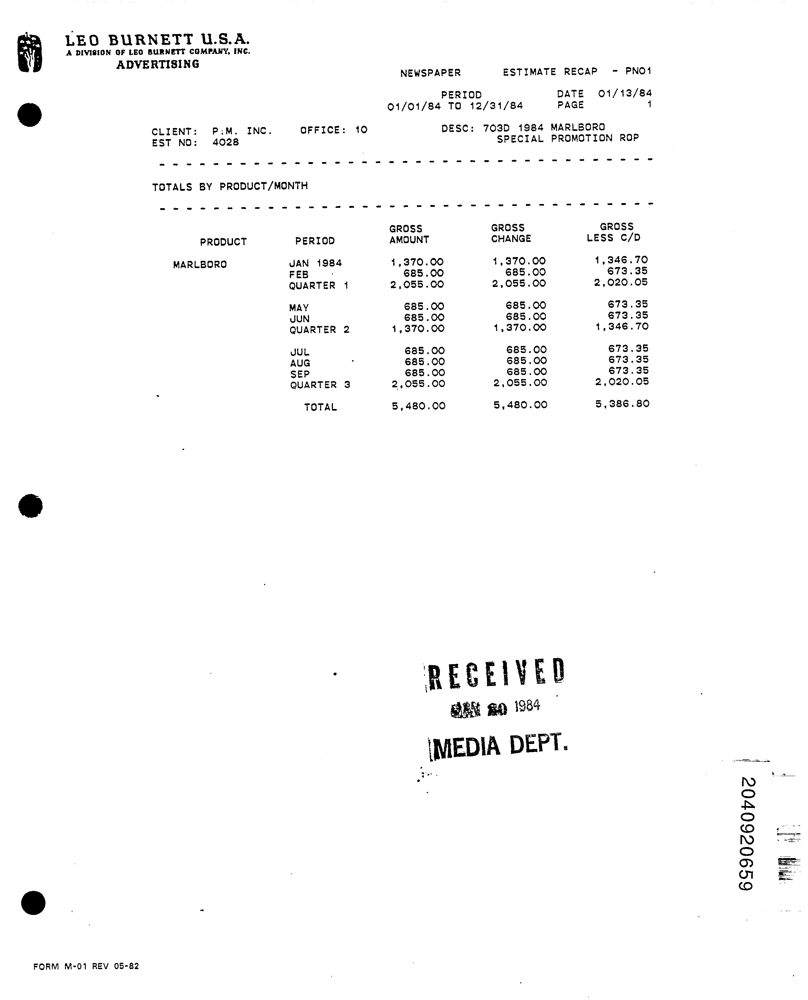 LEO BURNETT U.S.A.
A DIVISION OF LEO BURNETT COMPANY, INC.
ADVERTISING
NEWSPAPER ESTIMATE RECAP - PNO1
PERIOD DATE 01/13/84
01/01/84 TO 12/31/84 PAGE 1
CLIENT: P.M. INC. OFFICE: 10 DESC: 703D 1984 MARLBORO
EST NO: 4028 SPECIAL PROMOTION ROP
TOTALS BY PRODUCT/MONTH
GROSS GROSS GROSS
PRODUCT PERIOD AMOUNT CHANGE LESS C/D
MARLBORO JAN 1984 1,370.00 1,370.00 1,346.70
FEB 685.00 685.00 673.35
QUARTER 1 2,055.00 2,055.00 2,020.05
MAY 685.00 685.00 673.35
JUN 685.00 685.00 673.35
QUARTER 2 1,370.00 1,370.00 1,346.70
JUL 685.00 685.00 673.35
AUG 685.00 685.00 673.35
SEP 685.00 685.00 673.35
QUARTER 3 2,055.00 2,055.00 2,020.05
TOTAL 5,480.00 5,480.00 5,386.80
RECEIVED
1984
MEDIA DEPT.
2040920659
FORM M-01 REV 05-82